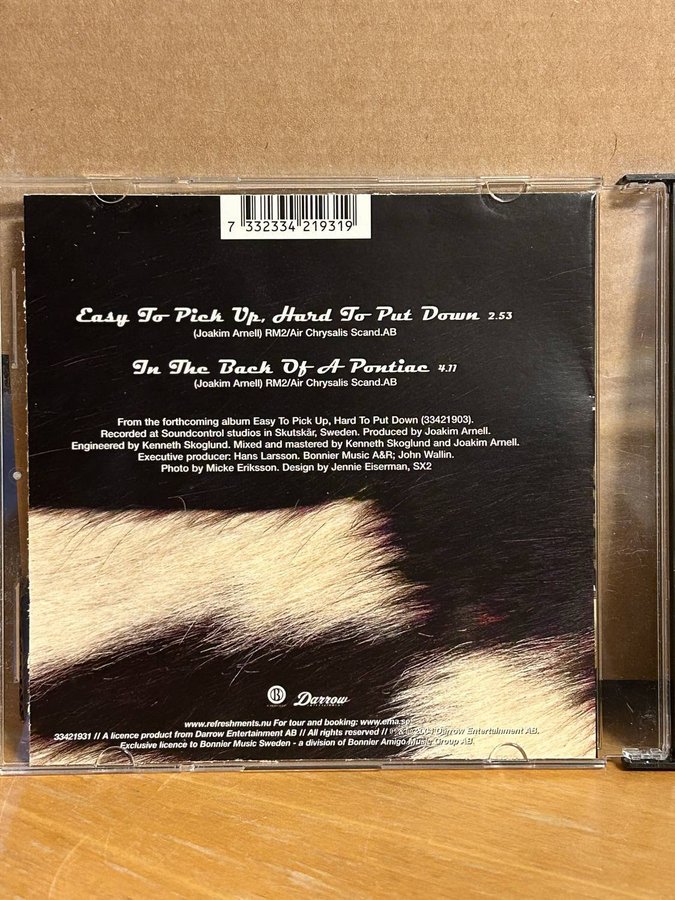 7 332334 219319
Easy To Pick Up, Hard To Put Down 2.53
(Joakim Arnell) RM2/Air Chrysalis Scand.AB
In The Back Of A Pontiac 4.11
(Joakim Arnell) RM2/Air Chrysalis Scand.AB
From the forthcoming album Easy To Pick Up, Hard To Put Down (33421903).
Recorded at Soundcontrol studios in Skutskär, Sweden. Produced by Joakim Arnell.
Engineered by Kenneth Skoglund. Mixed and mastered by Kenneth Skoglund and Joakim Arnell.
Executive producer: Hans Larsson. Bonnier Music A&R; John Wallin.
Photo by Micke Eriksson. Design by Jennie Eiserman, SX2
B Darrow
www.refreshments.nu For tour and booking: www.ema.se
33421931 // A licence product from Darrow Entertainment AB // All rights reserved // Darrow Entertainment AB.
Exclusive licence to Bonnier Music Sweden - a division of Bonnier Amigo Music Group AB.